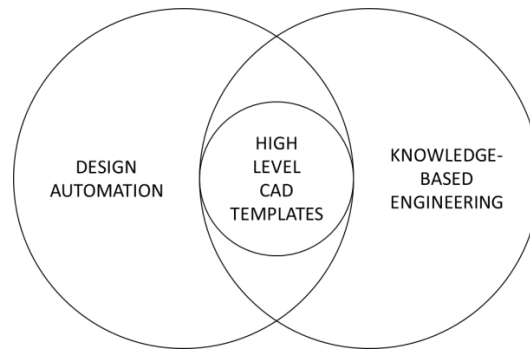 DESIGN
AUTOMATION
HIGH
LEVEL
CAD
TEMPLATES
KNOWLEDGE-
BASED
ENGINEERING